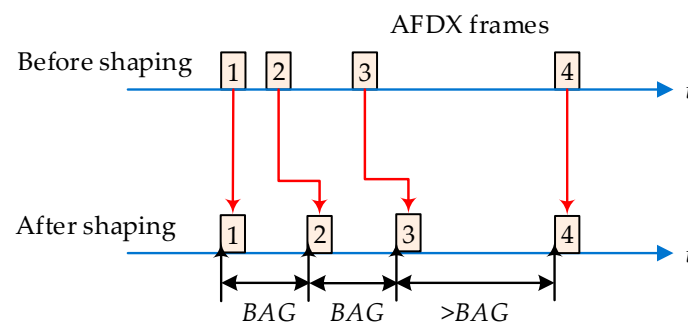 AFDX frames
Before shaping 1 2 3 4
t
After shaping 1 2 3 4
t
BAG BAG >BAG